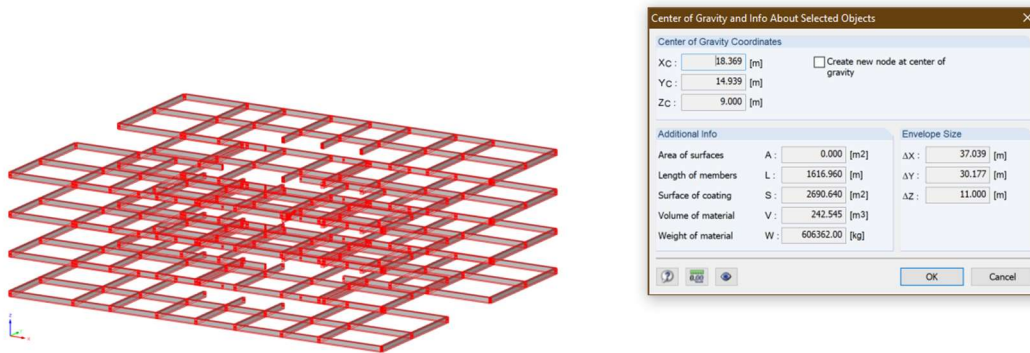 Center of Gravity and Info About Selected Objects
Center of Gravity Coordinates
XC : 18.369 [m]
Create new node at center of gravity
YC : 14.939 [m]
ZC : 9.000 [m]
Additional Info
Area of surfaces A : 0.000 [m2]
Length of members L : 1616.960 [m]
Surface of coating S : 2690.640 [m2]
Volume of material V : 242.545 [m3]
Weight of material W : 606362.00 [kg]
Envelope Size
ΔX : 37.039 [m]
ΔY : 30.177 [m]
ΔZ : 11.000 [m]
OK
Cancel